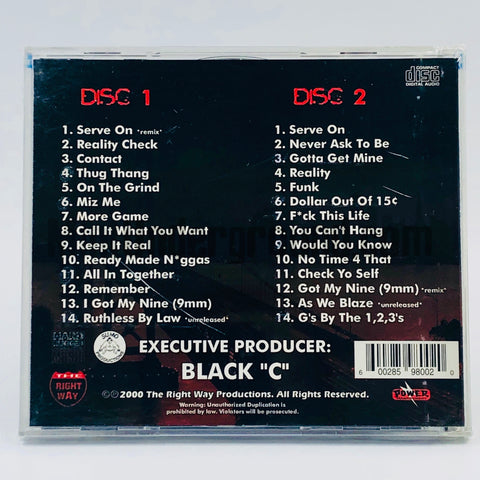 COMPACT
disc
DIGITAL AUDIO
DISC 1
1. Serve On "remix"
2. Reality Check
3. Contact
4. Thug Thang
5. On The Grind
6. Miz Me
7. More Game
8. Call It What You Want
9. Keep It Real
10. Ready Made N*ggas
11. All In Together
12. Remember
13. I Got My Nine (9mm)
14. Ruthless By Law "unreleased"
DISC 2
1. Serve On
2. Never Ask To Be
3. Gotta Get Mine
4. Reality
5. Funk
6. Dollar Out Of 15¢
7. F*ck This Life
8. You Can't Hang
9. Would You Know
10. No Time 4 That
11. Check Yo Self
12. Got My Nine (9mm) "remix"
13. As We Blaze "unreleased"
14. G's By The 1,2,3's
EXECUTIVE PRODUCER:
BLACK "C"
6 00285 98002 0
THE
RIGHT
WAY
POWER
©℗2000 The Right Way Productions. All Rights Reserved.
Warning: Unauthorized Duplication is
prohibited by law. Violators will be prosecuted.